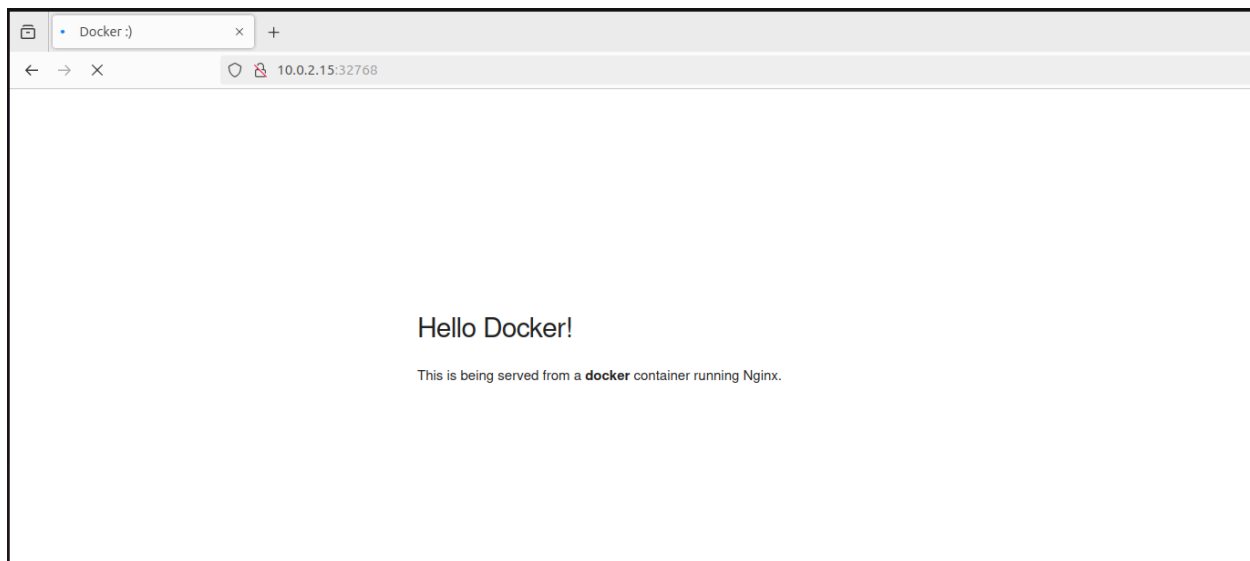 Docker :)
10.0.2.15:32768
Hello Docker!
This is being served from a docker container running Nginx.